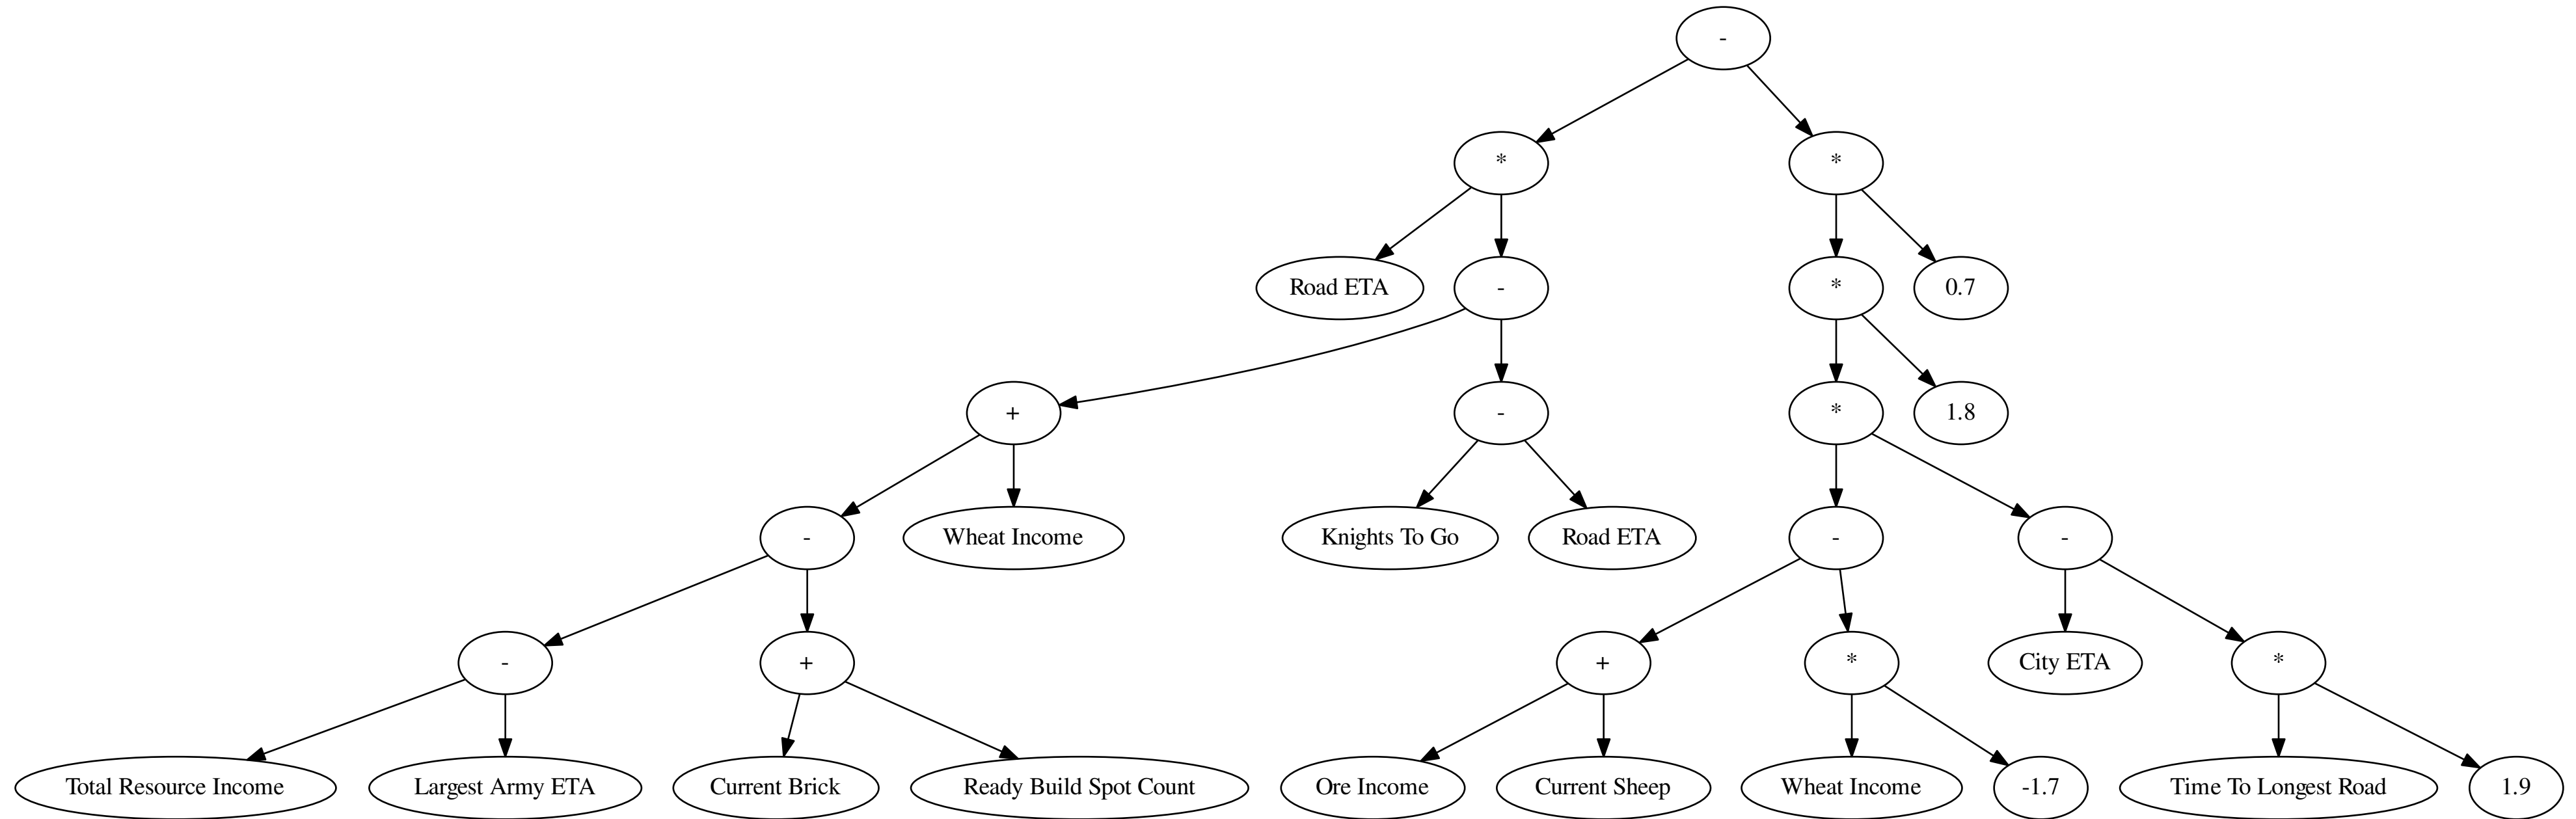 -
*
*
Road ETA
-
*
0.7
+
-
*
1.8
-
Wheat Income
Knights To Go
Road ETA
-
-
-
+
+
*
City ETA
*
Total Resource Income
Largest Army ETA
Current Brick
Ready Build Spot Count
Ore Income
Current Sheep
Wheat Income
-1.7
Time To Longest Road
1.9